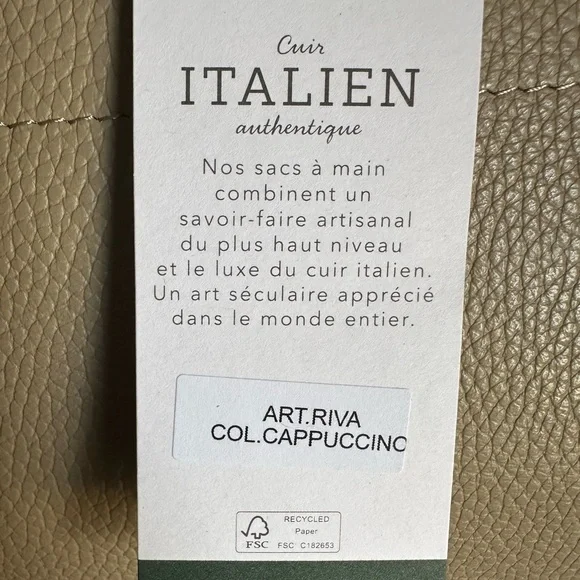 Cuir
ITALIEN
authentique
Nos sacs à main
combinent un
savoir-faire artisanal
du plus haut niveau
et le luxe du cuir italien.
Un art séculaire apprécié
dans le monde entier.
ART.RIVA
COL.CAPPUCCINO
RECYCLED
Paper
FSC FSC C182653